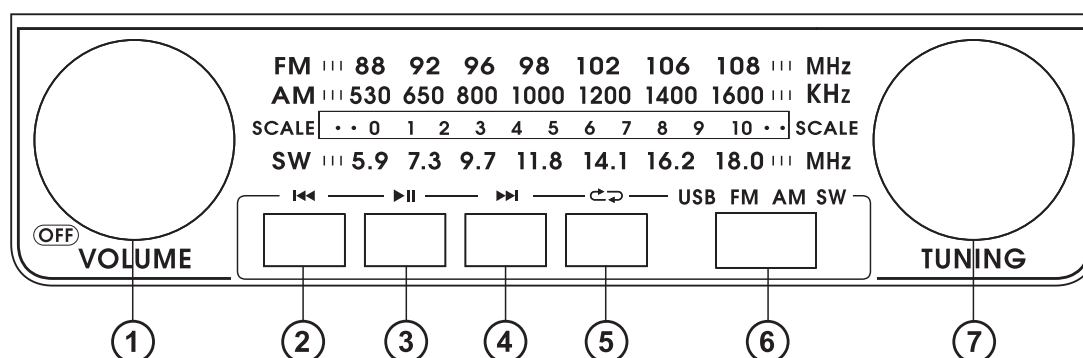 FM 88 92 96 98 102 106 108 MHz
AM 530 650 800 1000 1200 1400 1600 KHz
SCALE 0 1 2 3 4 5 6 7 8 9 10 SCALE
SW 5.9 7.3 9.7 11.8 14.1 16.2 18.0 MHz
USB FM AM SW
OFF
VOLUME TUNING
1 2 3 4 5 6 7